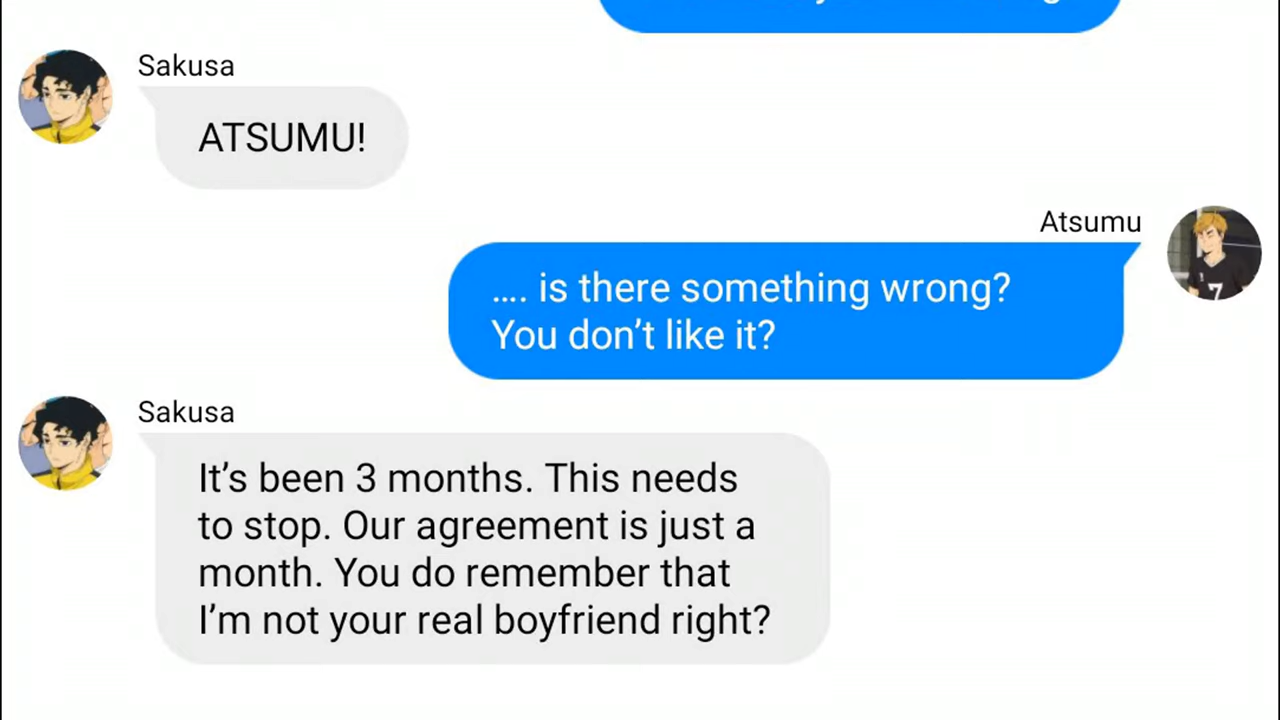 Sakusa
ATSUMU!
Atsumu
7
.... is there something wrong?
You don’t like it?
Sakusa
It’s been 3 months. This needs
to stop. Our agreement is just a
month. You do remember that
I’m not your real boyfriend right?